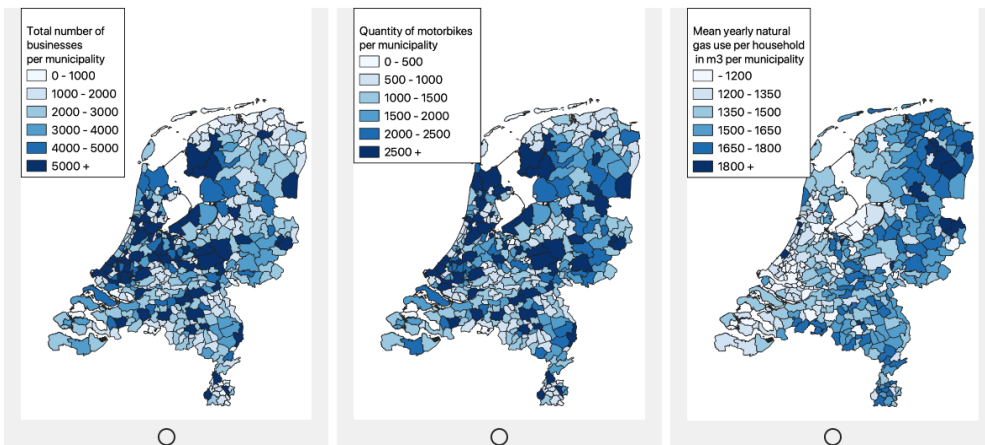 Total number of
businesses
per municipality
0 - 1000
1000 - 2000
2000 - 3000
3000 - 4000
4000 - 5000
5000 +
Quantity of motorbikes
per municipality
0 - 500
500 - 1000
1000 - 1500
1500 - 2000
2000 - 2500
2500 +
Mean yearly natural
gas use per household
in m3 per municipality
- 1200
1200 - 1350
1350 - 1500
1500 - 1650
1650 - 1800
1800 +